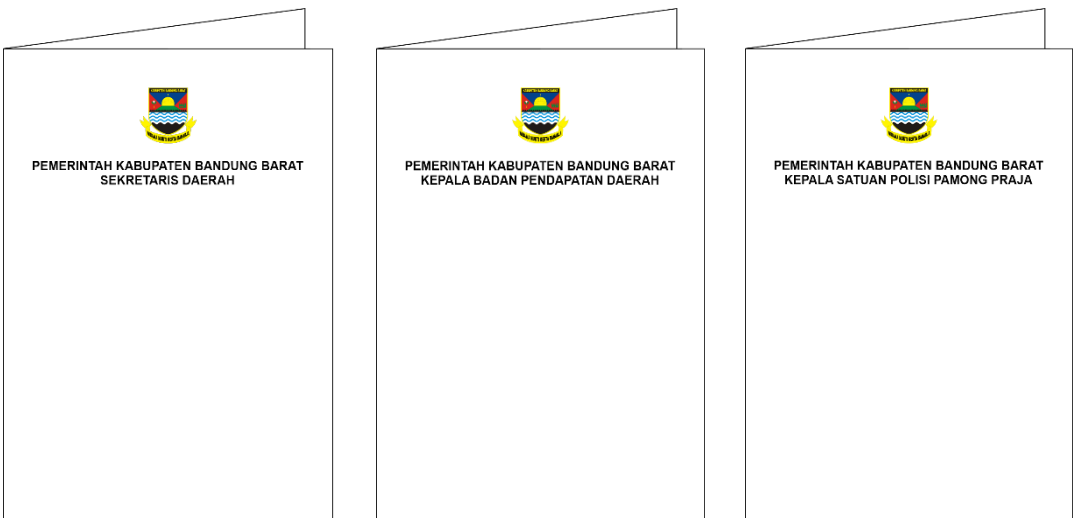 PEMERINTAH KABUPATEN BANDUNG BARAT
SEKRETARIS DAERAH
PEMERINTAH KABUPATEN BANDUNG BARAT
KEPALA BADAN PENDAPATAN DAERAH
PEMERINTAH KABUPATEN BANDUNG BARAT
KEPALA SATUAN POLISI PAMONG PRAJA